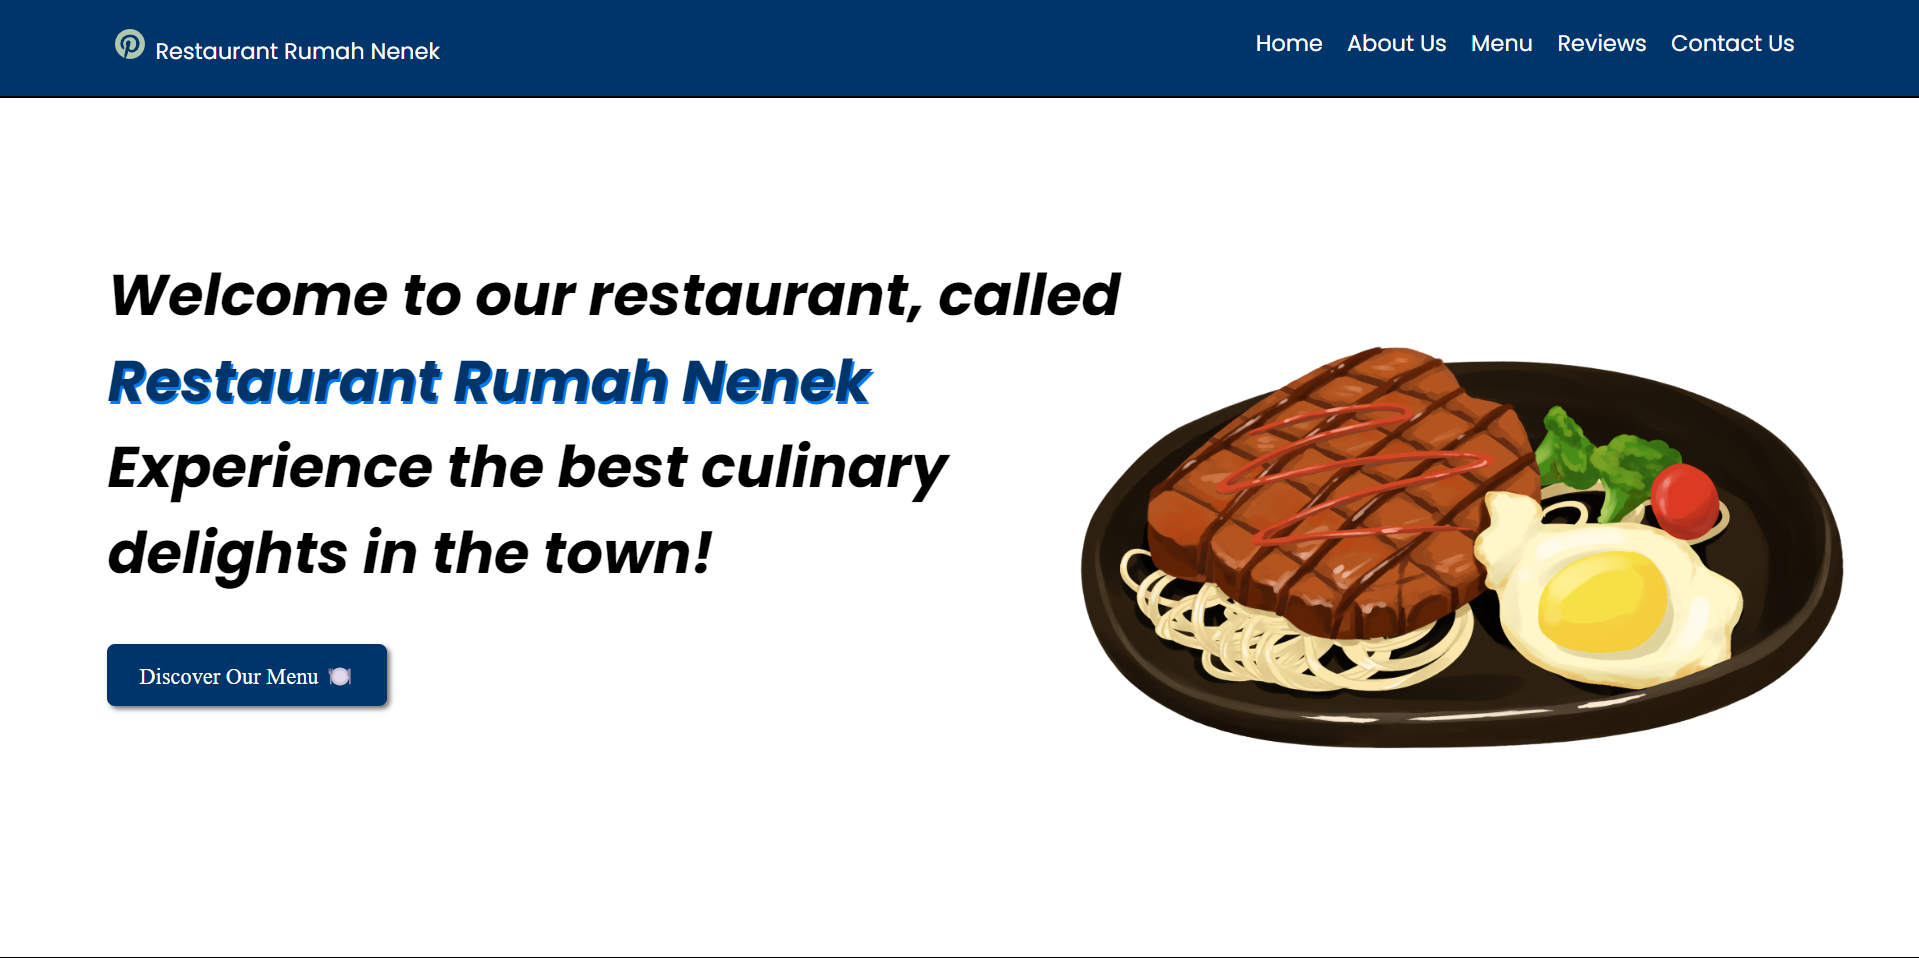 Restaurant Rumah Nenek
Home About Us Menu Reviews Contact Us
Welcome to our restaurant, called
Restaurant Rumah Nenek
Experience the best culinary
delights in the town!
Discover Our Menu 🍽️